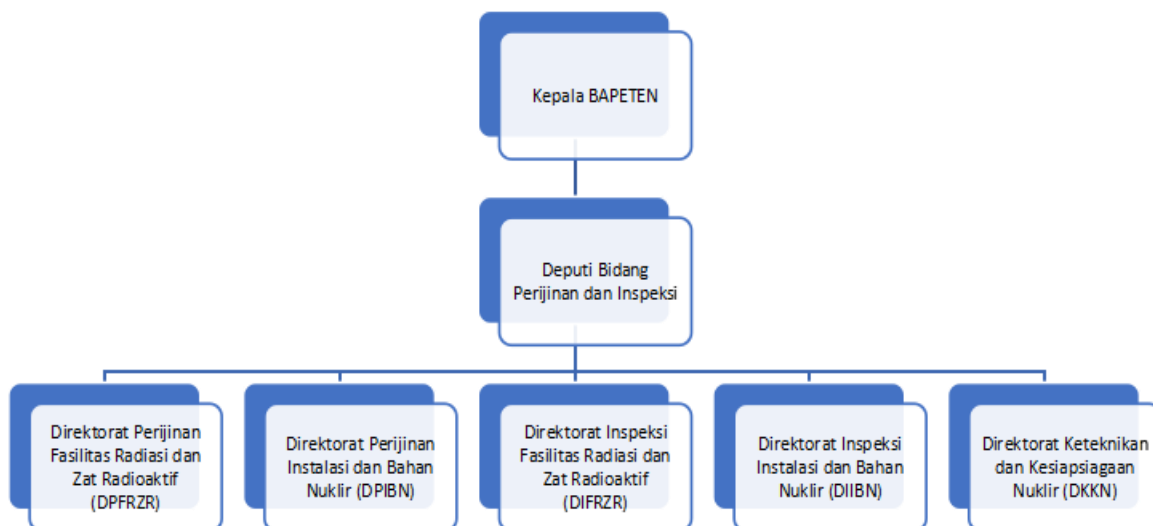 Kepala BAPETEN
Deputi Bidang
Perijinan dan Inspeksi
Direktorat Perijinan
Fasilitas Radiasi dan
Zat Radioaktif
(DPFRZR)
Direktorat Perijinan
Instalasi dan Bahan
Nuklir (DPIBN)
Direktorat Inspeksi
Fasilitas Radiasi dan
Zat Radioaktif
(DIFRZR)
Direktorat Inspeksi
Instalasi dan Bahan
Nuklir (DIIBN)
Direktorat Keteknikan
dan Kesiapsiagaan
Nuklir (DKKN)